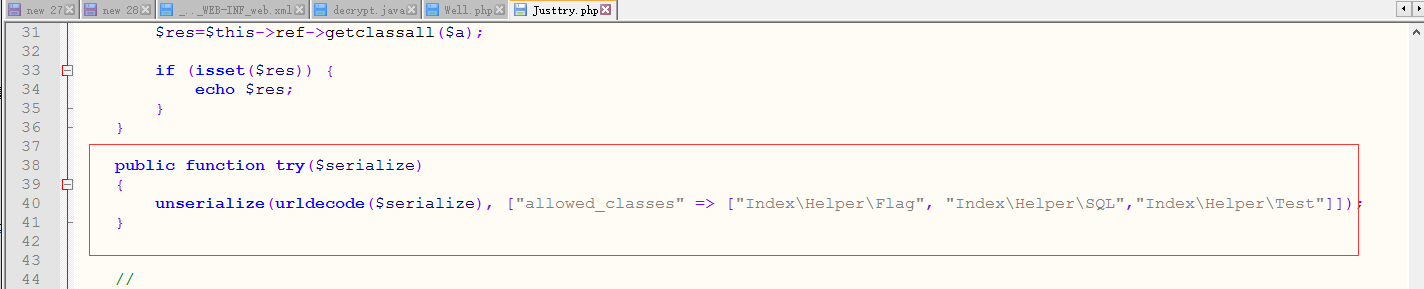 new 27 new 28 _.._WEB-INF_web.xml decrypt.java Well.php Justtry.php
31 $res=$this->ref->getclassall($a);
32
33 if (isset($res)) {
34 echo $res;
35 }
36 }
37
38 public function try($serialize)
39 {
40 unserialize(urldecode($serialize), ["allowed_classes" => ["Index\Helper\Flag", "Index\Helper\SQL","Index\Helper\Test"]]);
41 }
42
43
44 //